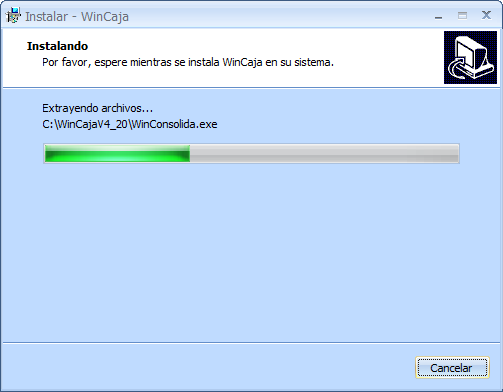 Instalar - WinCaja
Instalando
Por favor, espere mientras se instala WinCaja en su sistema.
Extrayendo archivos...
C:\WinCajaV4_20\WinConsolida.exe
Cancelar